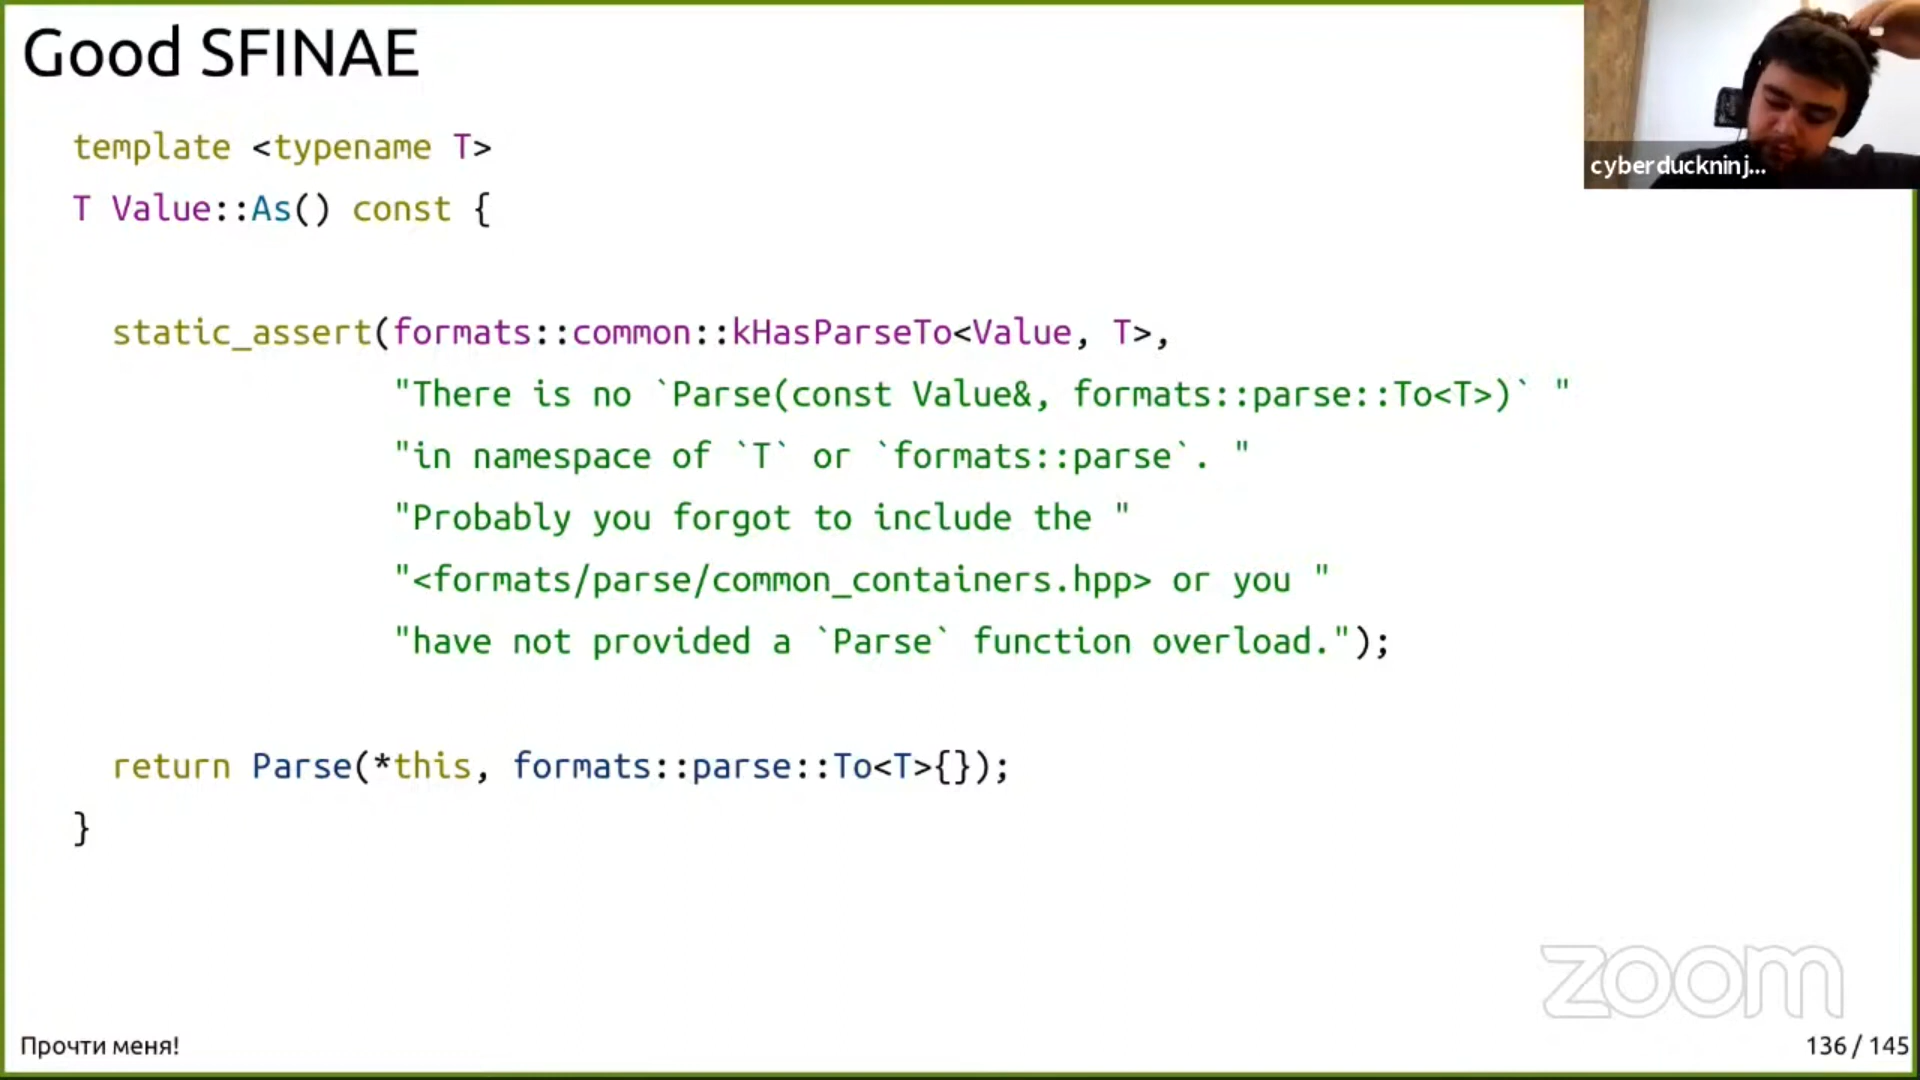 Good SFINAE
cyberduckninj...
template <typename T>
T Value::As() const {
static_assert(formats::common::kHasParseTo<Value, T>,
"There is no `Parse(const Value&, formats::parse::To<T>)` "
"in namespace of `T` or `formats::parse`. "
"Probably you forgot to include the "
"<formats/parse/common_containers.hpp> or you "
"have not provided a `Parse` function overload.");
return Parse(*this, formats::parse::To<T>{});
}
zoom
Прочти меня!
136 / 145